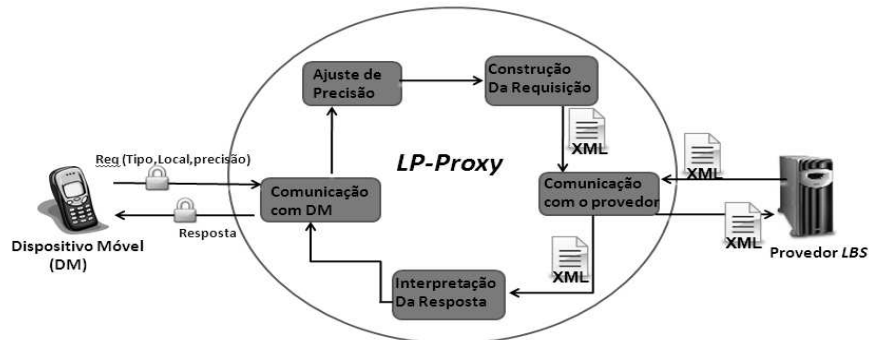 Ajuste de
Precisão
Construção
Da Requisição
XML
LP-Proxy
XML
Req (Tipo,Local,precisão)
Comunicação
com DM
Comunicação
com o provedor
Resposta
Dispositivo Móvel
(DM)
XML
XML
Provedor LBS
Interpretação
Da Resposta